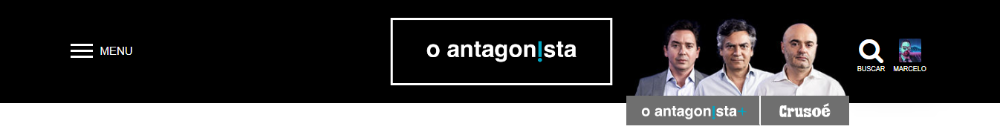 MENU
o antagon!sta
BUSCAR
MARCELO
o antagon!sta+
Crusoé